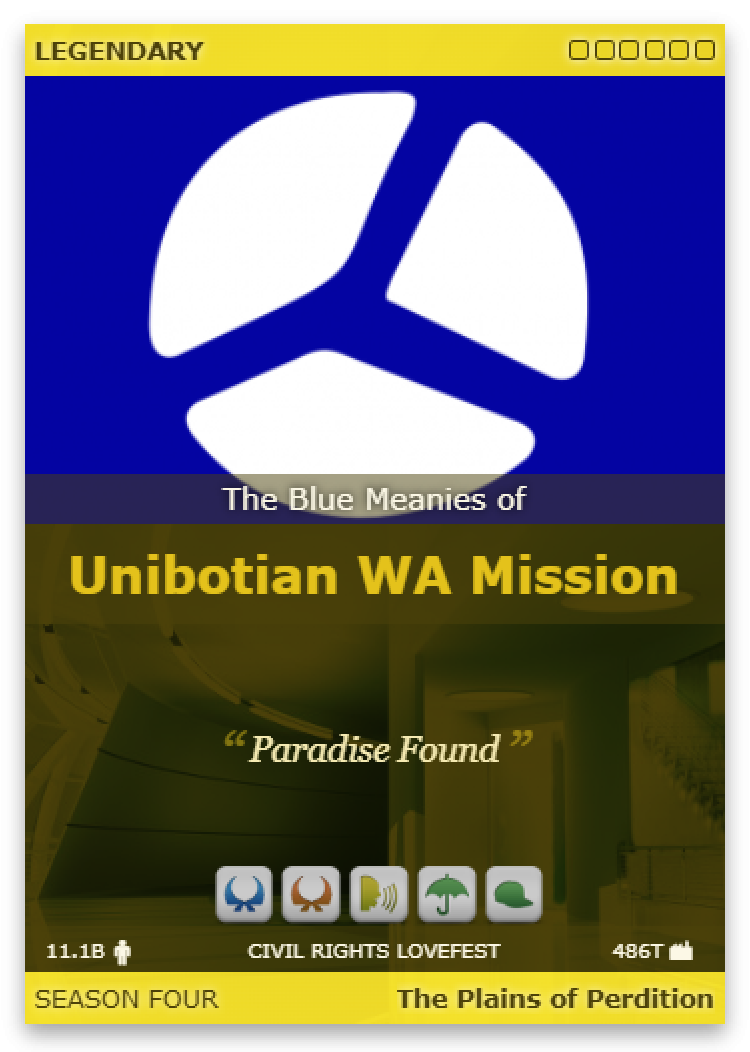 LEGENDARY
The Blue Meanies of
Unibotian WA Mission
“Paradise Found”
11.1B CIVIL RIGHTS LOVEFEST 486T
SEASON FOUR The Plains of Perdition